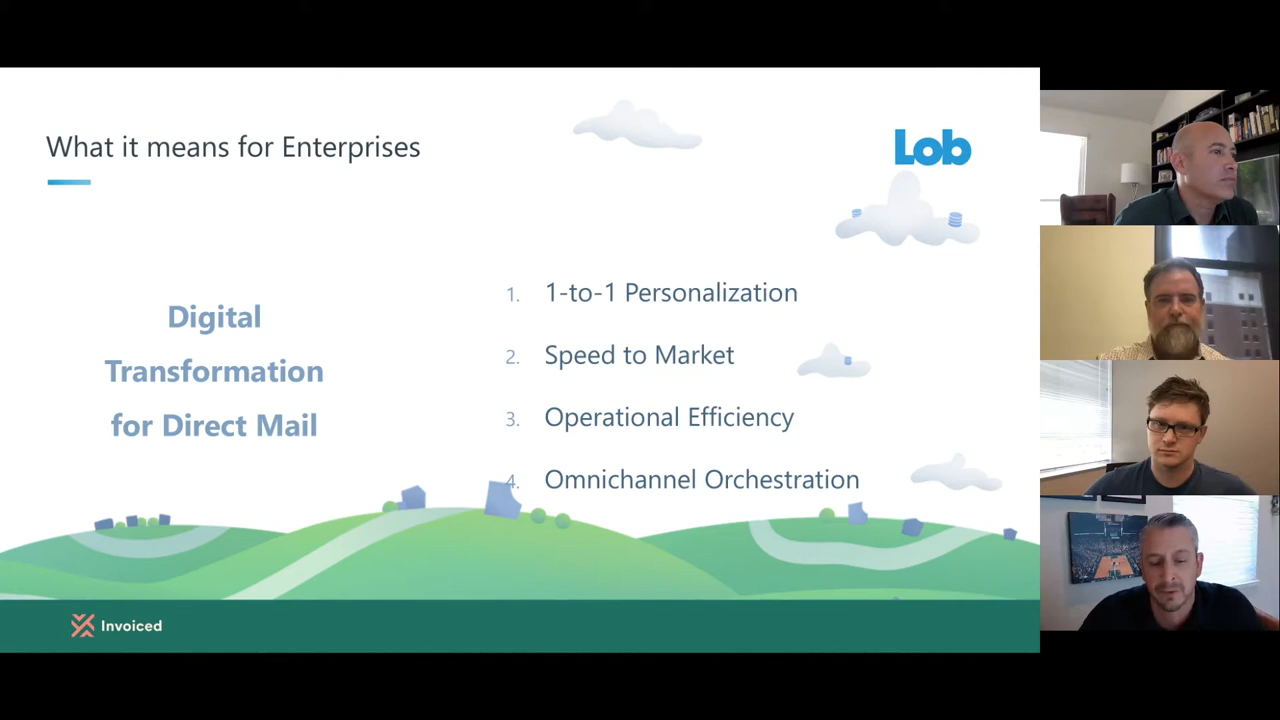 What it means for Enterprises
Lob
Digital
Transformation
for Direct Mail
1. 1-to-1 Personalization
2. Speed to Market
3. Operational Efficiency
4. Omnichannel Orchestration
Invoiced